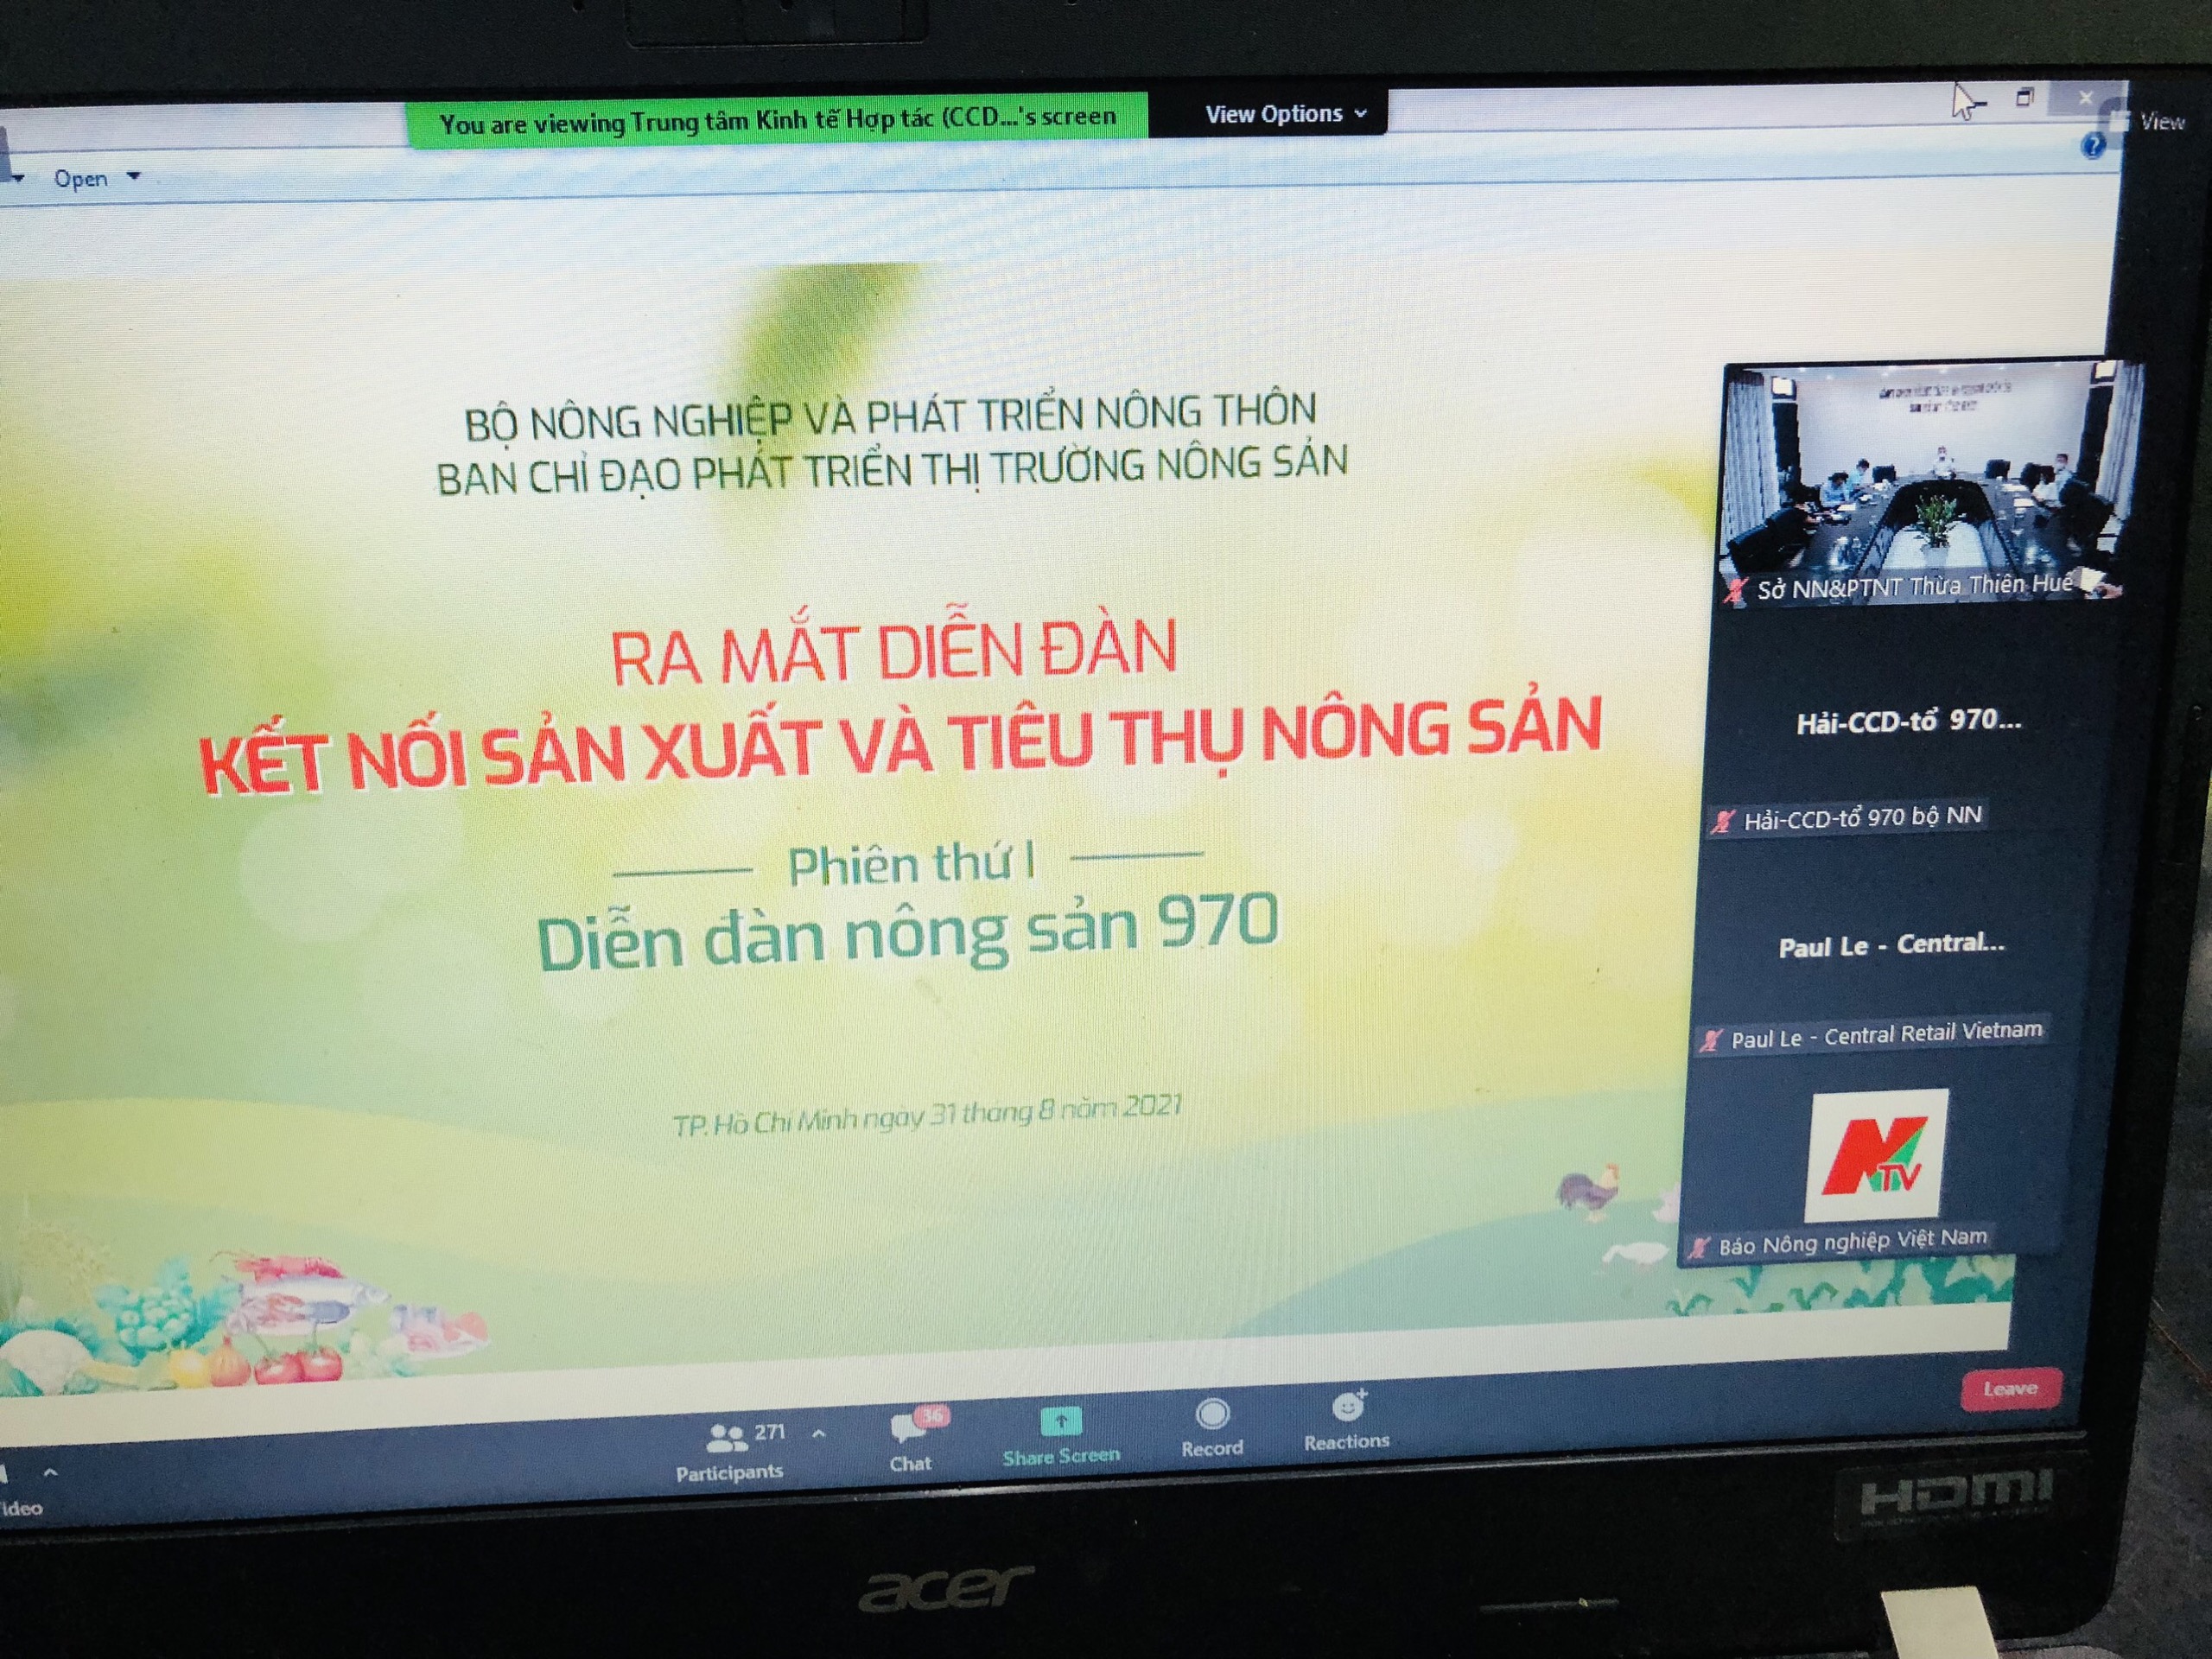 You are viewing Trung tâm Kinh tế Hợp tác (CCD...'s screen
View Options
View
Open
BỘ NÔNG NGHIỆP VÀ PHÁT TRIỂN NÔNG THÔN
BAN CHỈ ĐẠO PHÁT TRIỂN THỊ TRƯỜNG NÔNG SẢN
RA MẮT DIỄN ĐÀN
KẾT NỐI SẢN XUẤT VÀ TIÊU THỤ NÔNG SẢN
Phiên thứ I
Diễn đàn nông sản 970
TP. Hồ Chí Minh ngày 31 tháng 8 năm 2021
Sở NN&PTNT Thừa Thiên Huế
Hải-CCD-tổ 970...
Hải-CCD-tổ 970 bộ NN
Paul Le - Central...
Paul Le - Central Retail Vietnam
NTV
Báo Nông nghiệp Việt Nam
ideo
271
Participants
36
Chat
Share Screen
Record
Reactions
Leave
HDMI
acer